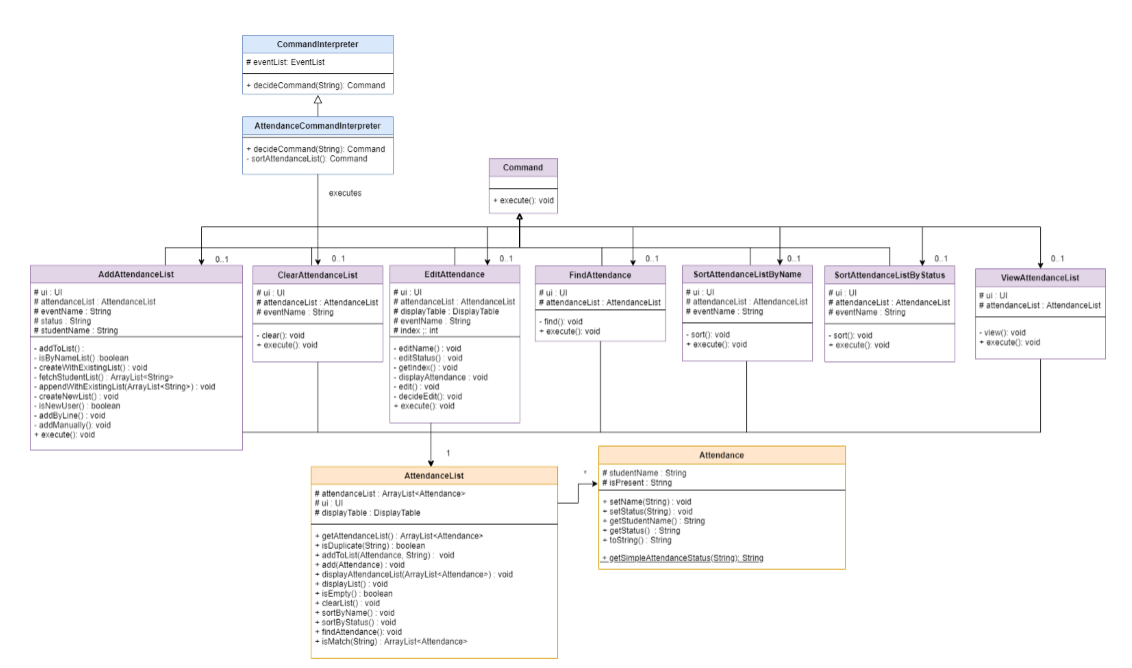 CommandInterpreter
# eventList: EventList
+ decideCommand(String): Command
AttendanceCommandInterpreter
+ decideCommand(String): Command
- sortAttendanceList(): Command
executes
Command
+ execute(): void
0..1
0..1
0..1
0..1
0..1
0..1
0..1
AddAttendanceList
# ui : UI
# attendanceList : AttendanceList
# eventName : String
# status : String
# studentName : String
- addToList() :
- isByNameList() :boolean
- createWithExistingList() : void
- fetchStudentList() : ArrayList<String>
- appendWithExistingList(ArrayList<String>) : void
- createNewList() : void
- isNewUser() : boolean
- addByLine() : void
- addManually(): void
+ execute(): void
ClearAttendanceList
# ui : UI
# attendanceList : AttendanceList
# eventName : String
- clear(): void
+ execute(): void
EditAttendance
# ui : UI
# attendanceList : AttendanceList
# displayTable : DisplayTable
# eventName : String
# index ;: int
- editName() : void
- editStatus() : void
- getIndex() : void
- displayAttendance : void
- edit() : void
- decideEdit(): void
+ execute(): void
FindAttendance
# ui : UI
# attendanceList : AttendanceList
- find(): void
+ execute(): void
SortAttendanceListByName
# ui : UI
# attendanceList : AttendanceList
# eventName : String
- sort(): void
+ execute(): void
SortAttendanceListByStatus
# ui : UI
# attendanceList : AttendanceList
# eventName : String
- sort(): void
+ execute(): void
ViewAttendanceList
# ui : UI
# attendanceList : AttendanceList
- view(): void
+ execute(): void
1
AttendanceList
# attendanceList : ArrayList<Attendance>
# ui : UI
# displayTable : DisplayTable
+ getAttendanceList() : ArrayList<Attendance>
+ isDuplicate(String) : boolean
+ addToList(Attendance, String) : void
+ add(Attendance) : void
+ displayAttendanceList(ArrayList<Attendance>) : void
+ displayList() : void
+ isEmpty() : boolean
+ clearList() : void
+ sortByName() : void
+ sortByStatus() : void
+ findAttendance(): void
+ isMatch(String) : ArrayList<Attendance>
*
Attendance
# studentName : String
# isPresent : String
+ setName(String) : void
+ setStatus(String) : void
+ getStudentName() : String
+ getStatus() : String
+ toString() : String
+ getSimpleAttendanceStatus(String): String